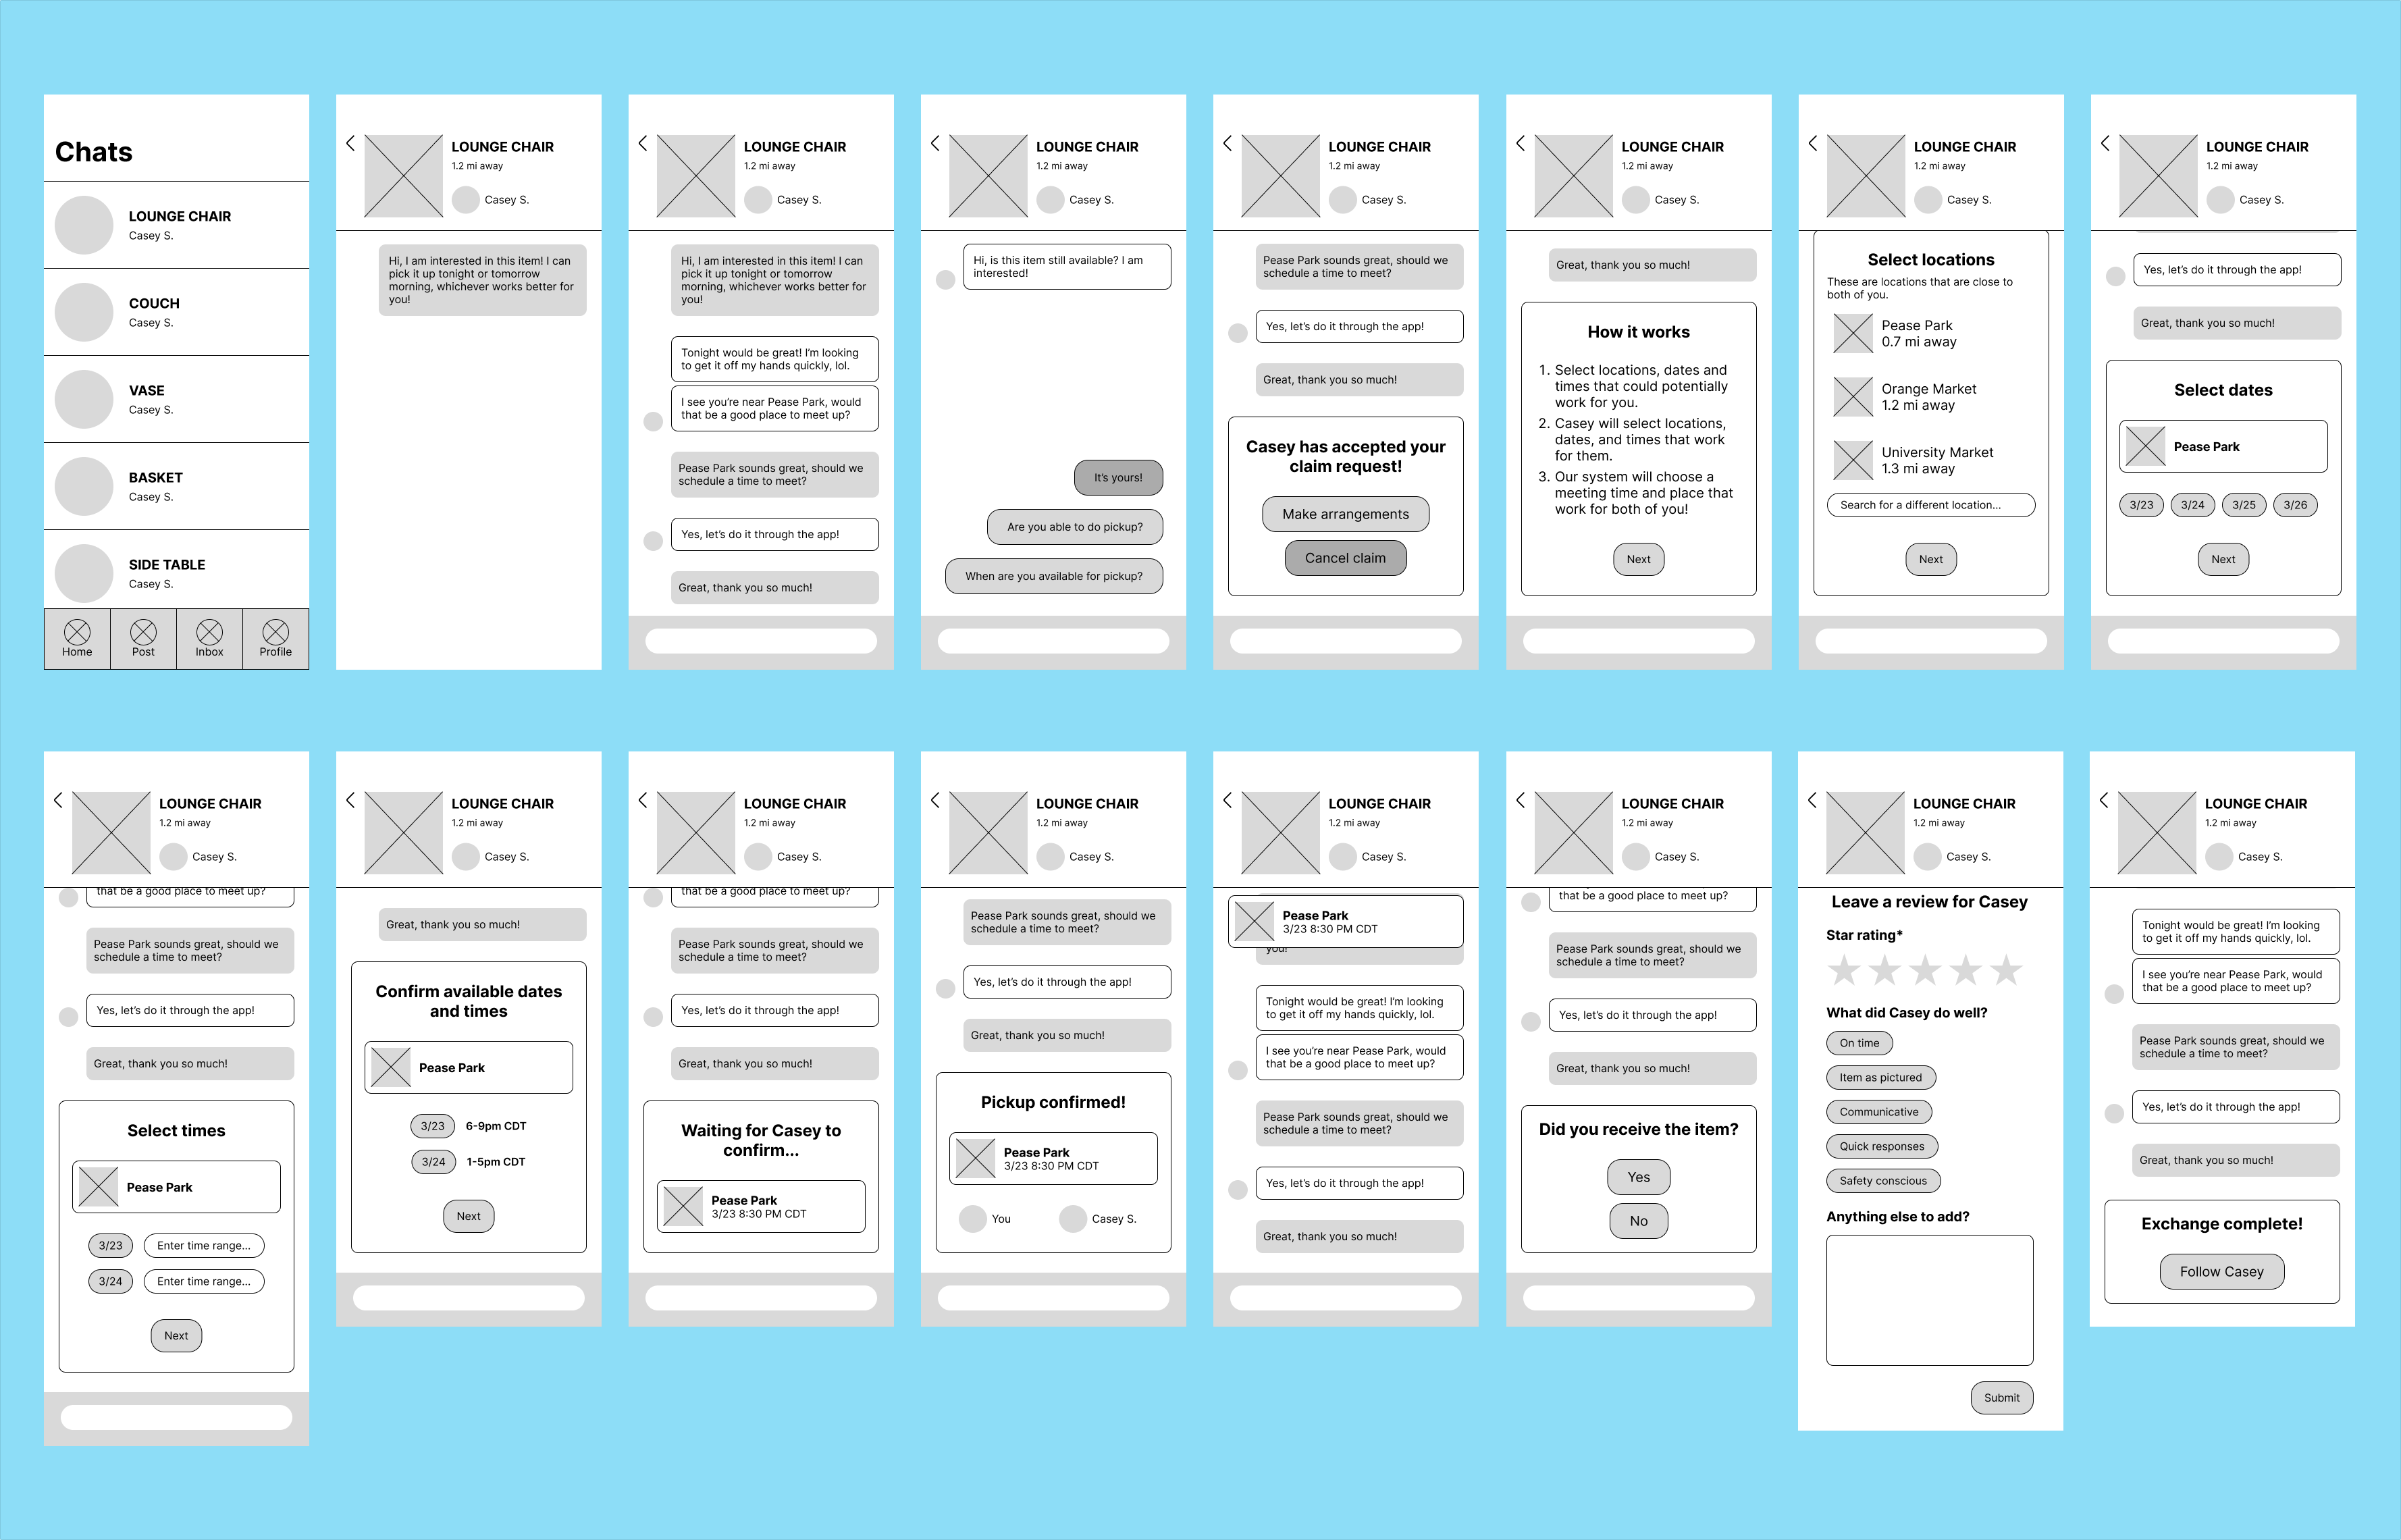 Chats
LOUNGE CHAIR
Casey S.
COUCH
Casey S.
VASE
Casey S.
BASKET
Casey S.
SIDE TABLE
Casey S.
Home
Post
Inbox
Profile
LOUNGE CHAIR
1.2 mi away
Casey S.
Hi, I am interested in this item! I can
pick it up tonight or tomorrow
morning, whichever works better for
you!
LOUNGE CHAIR
1.2 mi away
Casey S.
Hi, I am interested in this item! I can
pick it up tonight or tomorrow
morning, whichever works better for
you!
Tonight would be great! I'm looking
to get it off my hands quickly, lol.
I see you're near Pease Park, would
that be a good place to meet up?
Pease Park sounds great, should we
schedule a time to meet?
Yes, let's do it through the app!
Great, thank you so much!
LOUNGE CHAIR
1.2 mi away
Casey S.
Hi, is this item still available? I am
interested!
It's yours!
Are you able to do pickup?
When are you available for pickup?
LOUNGE CHAIR
1.2 mi away
Casey S.
Pease Park sounds great, should we
schedule a time to meet?
Yes, let's do it through the app!
Great, thank you so much!
Casey has accepted your
claim request!
Make arrangements
Cancel claim
LOUNGE CHAIR
1.2 mi away
Casey S.
Great, thank you so much!
How it works
1. Select locations, dates and
times that could potentially
work for you.
2. Casey will select locations,
dates, and times that work
for them.
3. Our system will choose a
meeting time and place that
work for both of you!
Next
LOUNGE CHAIR
1.2 mi away
Casey S.
Select locations
These are locations that are close to
both of you.
Pease Park
0.7 mi away
Orange Market
1.2 mi away
University Market
1.3 mi away
Search for a different location...
Next
LOUNGE CHAIR
1.2 mi away
Casey S.
Yes, let's do it through the app!
Great, thank you so much!
Select dates
Pease Park
3/23 3/24 3/25 3/26
Next
LOUNGE CHAIR
1.2 mi away
Casey S.
that be a good place to meet up?
Pease Park sounds great, should we
schedule a time to meet?
Yes, let's do it through the app!
Great, thank you so much!
Select times
Pease Park
3/23 Enter time range...
3/24 Enter time range...
Next
LOUNGE CHAIR
1.2 mi away
Casey S.
Great, thank you so much!
Confirm available dates
and times
Pease Park
3/23 6-9pm CDT
3/24 1-5pm CDT
Next
LOUNGE CHAIR
1.2 mi away
Casey S.
that be a good place to meet up?
Pease Park sounds great, should we
schedule a time to meet?
Yes, let's do it through the app!
Great, thank you so much!
Waiting for Casey to
confirm...
Pease Park
3/23 8:30 PM CDT
LOUNGE CHAIR
1.2 mi away
Casey S.
Pease Park sounds great, should we
schedule a time to meet?
Yes, let's do it through the app!
Great, thank you so much!
Pickup confirmed!
Pease Park
3/23 8:30 PM CDT
You
Casey S.
LOUNGE CHAIR
1.2 mi away
Casey S.
Pease Park
3/23 8:30 PM CDT
you!
Tonight would be great! I'm looking
to get it off my hands quickly, lol.
I see you're near Pease Park, would
that be a good place to meet up?
Pease Park sounds great, should we
schedule a time to meet?
Yes, let's do it through the app!
Great, thank you so much!
LOUNGE CHAIR
1.2 mi away
Casey S.
that be a good place to meet up?
Pease Park sounds great, should we
schedule a time to meet?
Yes, let's do it through the app!
Great, thank you so much!
Did you receive the item?
Yes
No
LOUNGE CHAIR
1.2 mi away
Casey S.
Leave a review for Casey
Star rating*
What did Casey do well?
On time
Item as pictured
Communicative
Quick responses
Safety conscious
Anything else to add?
Submit
LOUNGE CHAIR
1.2 mi away
Casey S.
Tonight would be great! I'm looking
to get it off my hands quickly, lol.
I see you're near Pease Park, would
that be a good place to meet up?
Pease Park sounds great, should we
schedule a time to meet?
Yes, let's do it through the app!
Great, thank you so much!
Exchange complete!
Follow Casey